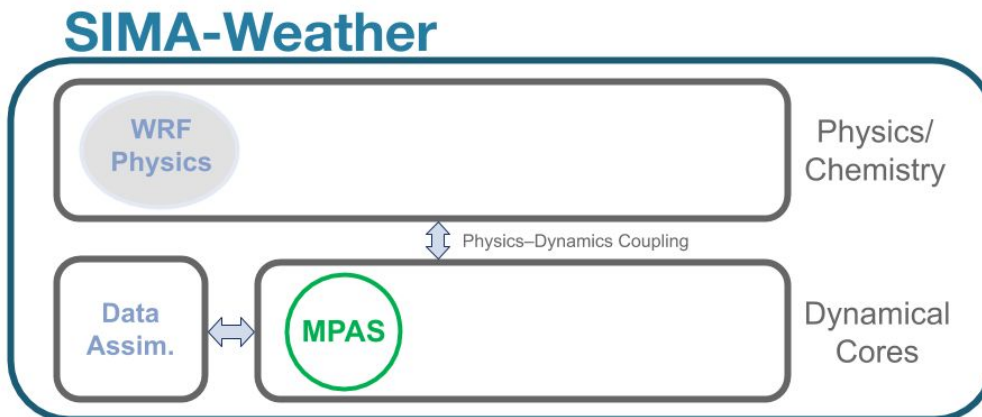 SIMA-Weather
WRF
Physics
Physics/
Chemistry
Physics–Dynamics Coupling
Data
Assim.
MPAS
Dynamical
Cores